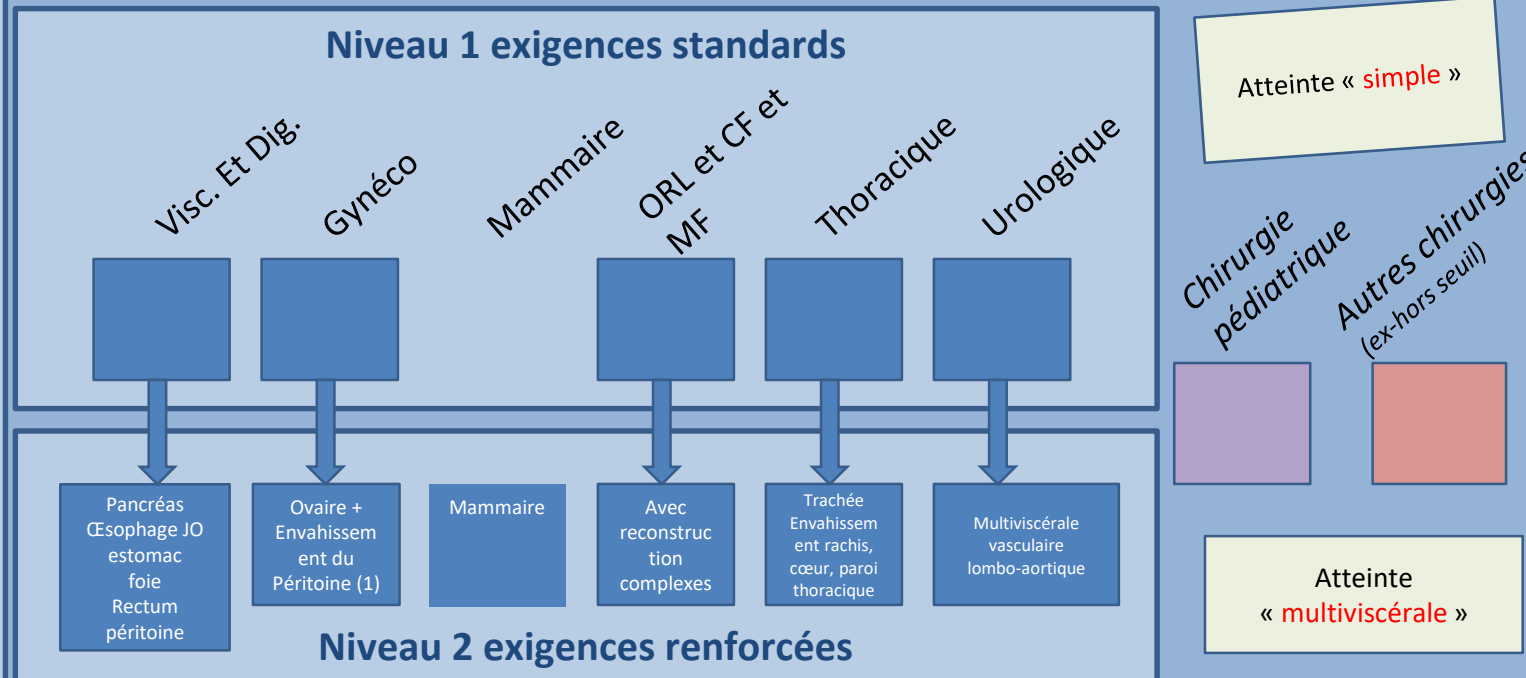 Niveau 1 exigences standards
Atteinte « simple »
Visc. Et Dig.
Gynéco
Mammaire
ORL et CF et
MF
Thoracique
Urologique
Chirurgie
pédiatrique
Autres chirurgies
(ex-hors seuil)
Pancréas
Œsophage JO
estomac
foie
Rectum
péritoine
Ovaire +
Envahissem
ent du
Péritoine (1)
Mammaire
Avec
reconstruc
tion
complexes
Trachée
Envahissem
ent rachis,
cœur, paroi
thoracique
Multiviscérale
vasculaire
lombo-aortique
Atteinte
« multiviscérale »
Niveau 2 exigences renforcées